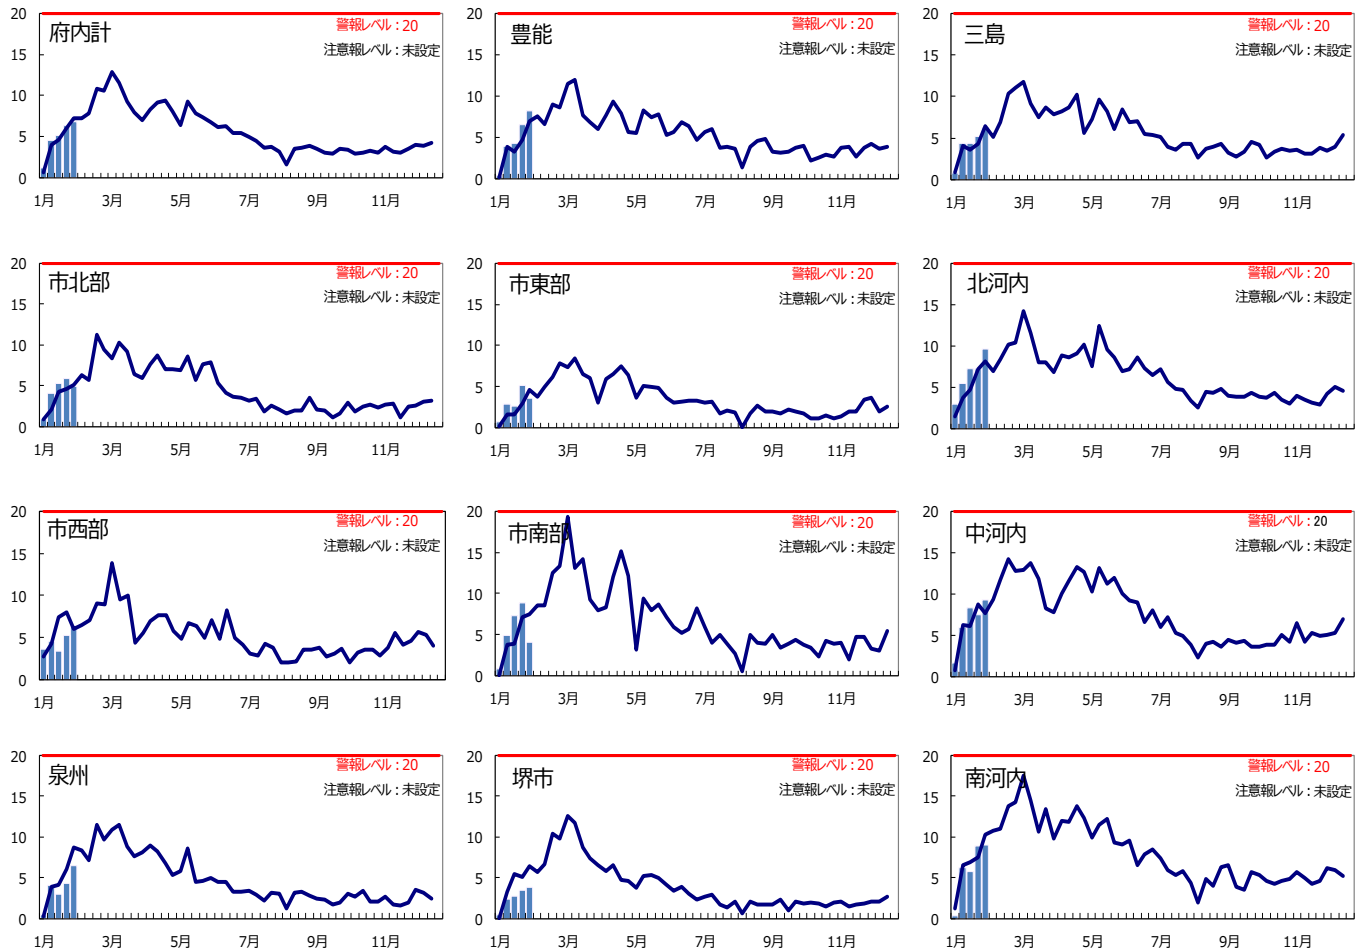 府内計
警報レベル：20
注意報レベル：未設定
20
15
10
5
0
1月 3月 5月 7月 9月 11月
豊能
警報レベル：20
注意報レベル：未設定
20
15
10
5
0
1月 3月 5月 7月 9月 11月
三島
警報レベル：20
注意報レベル：未設定
20
15
10
5
0
1月 3月 5月 7月 9月 11月
市北部
警報レベル：20
注意報レベル：未設定
20
15
10
5
0
1月 3月 5月 7月 9月 11月
市東部
警報レベル：20
注意報レベル：未設定
20
15
10
5
0
1月 3月 5月 7月 9月 11月
北河内
警報レベル：20
注意報レベル：未設定
20
15
10
5
0
1月 3月 5月 7月 9月 11月
市西部
警報レベル：20
注意報レベル：未設定
20
15
10
5
0
1月 3月 5月 7月 9月 11月
市南部
警報レベル：20
注意報レベル：未設定
20
15
10
5
0
1月 3月 5月 7月 9月 11月
中河内
警報レベル：20
注意報レベル：未設定
20
15
10
5
0
1月 3月 5月 7月 9月 11月
泉州
警報レベル：20
注意報レベル：未設定
20
15
10
5
0
1月 3月 5月 7月 9月 11月
堺市
警報レベル：20
注意報レベル：未設定
20
15
10
5
0
1月 3月 5月 7月 9月 11月
南河内
警報レベル：20
注意報レベル：未設定
20
15
10
5
0
1月 3月 5月 7月 9月 11月